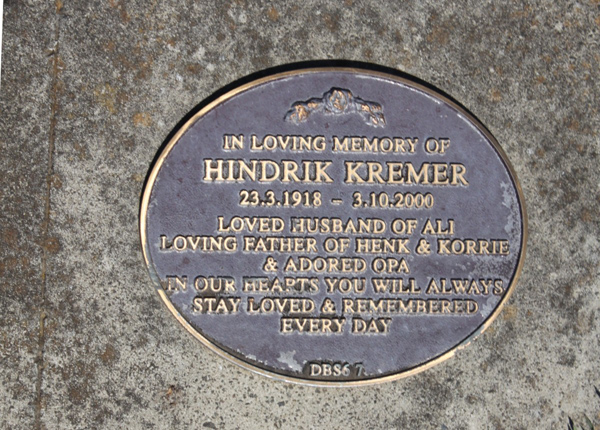 IN LOVING MEMORY OF
HINDRIK KREMER
23.3.1918 - 3.10.2000
LOVED HUSBAND OF ALI
LOVING FATHER OF HENK & KORRIE
& ADORED OPA
IN OUR HEARTS YOU WILL ALWAYS
STAY LOVED & REMEMBERED
EVERY DAY
DBS67